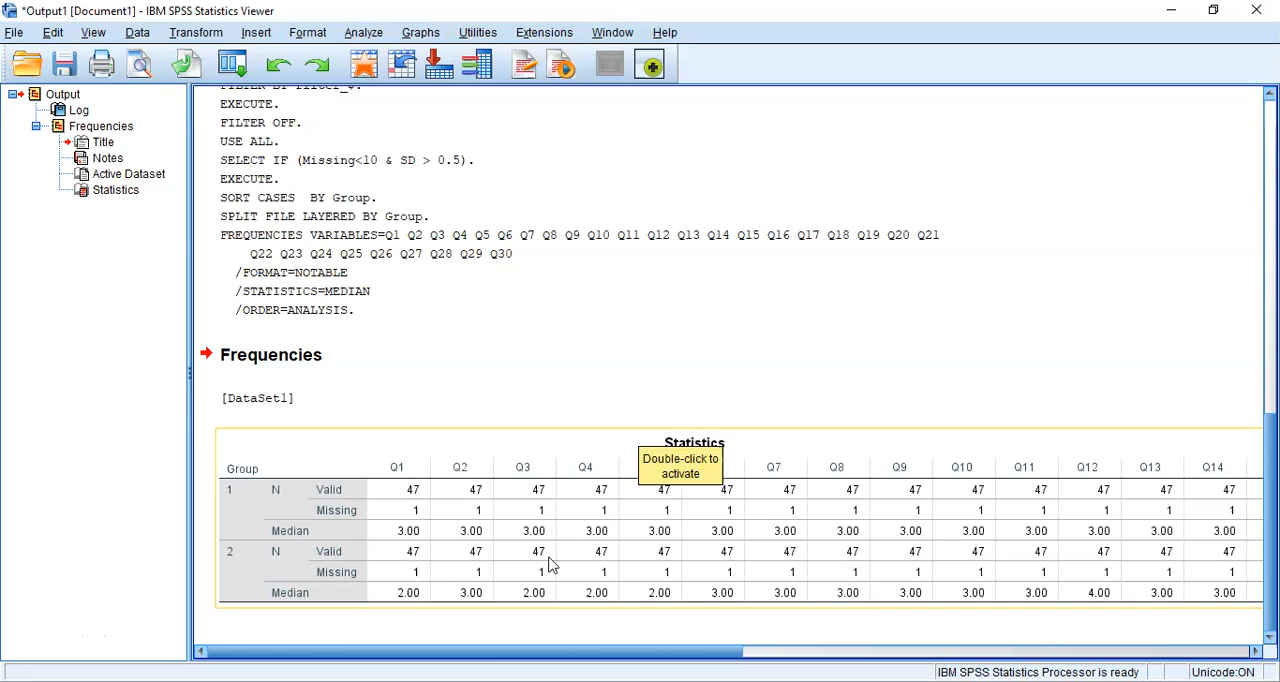 *Output1 [Document1] - IBM SPSS Statistics Viewer
File Edit View Data Transform Insert Format Analyze Graphs Utilities Extensions Window Help
Output
Log
Frequencies
Title
Notes
Active Dataset
Statistics
EXECUTE.
FILTER OFF.
USE ALL.
SELECT IF (Missing<10 & SD > 0.5).
EXECUTE.
SORT CASES  BY Group.
SPLIT FILE LAYERED BY Group.
FREQUENCIES VARIABLES=Q1 Q2 Q3 Q4 Q5 Q6 Q7 Q8 Q9 Q10 Q11 Q12 Q13 Q14 Q15 Q16 Q17 Q18 Q19 Q20 Q21
Q22 Q23 Q24 Q25 Q26 Q27 Q28 Q29 Q30
/FORMAT=NOTABLE
/STATISTICS=MEDIAN
/ORDER=ANALYSIS.
Frequencies
[DataSet1]
Statistics
Double-click to
activate
Group Q1 Q2 Q3 Q4 Q7 Q8 Q9 Q10 Q11 Q12 Q13 Q14
1 N Valid 47 47 47 47 47 47 47 47 47 47 47 47 47 47
Missing 1 1 1 1 1 1 1 1 1 1 1 1 1 1
Median 3.00 3.00 3.00 3.00 3.00 3.00 3.00 3.00 3.00 3.00 3.00 3.00 3.00 3.00
2 N Valid 47 47 47 47 47 47 47 47 47 47 47 47 47 47
Missing 1 1 1 1 1 1 1 1 1 1 1 1 1 1
Median 2.00 3.00 2.00 2.00 2.00 3.00 3.00 3.00 3.00 3.00 3.00 4.00 3.00 3.00
IBM SPSS Statistics Processor is ready Unicode:ON